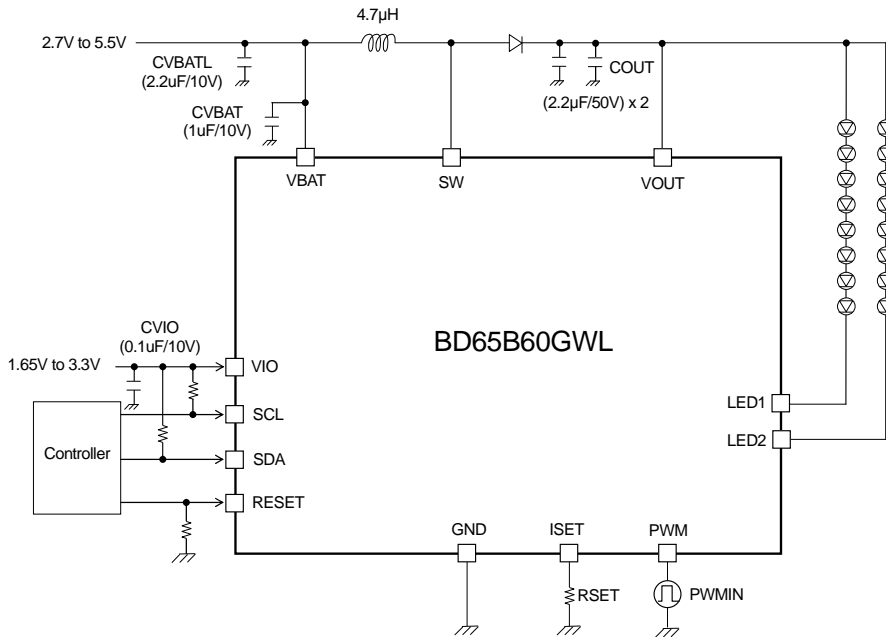 4.7µH
2.7V to 5.5V
CVBATL
(2.2uF/10V)
COUT
(2.2µF/50V) x 2
CVBAT
(1uF/10V)
VBAT
SW
VOUT
BD65B60GWL
CVIO
(0.1uF/10V)
1.65V to 3.3V
VIO
SCL
Controller
SDA
RESET
LED1
LED2
GND
ISET
PWM
RSET
PWMIN